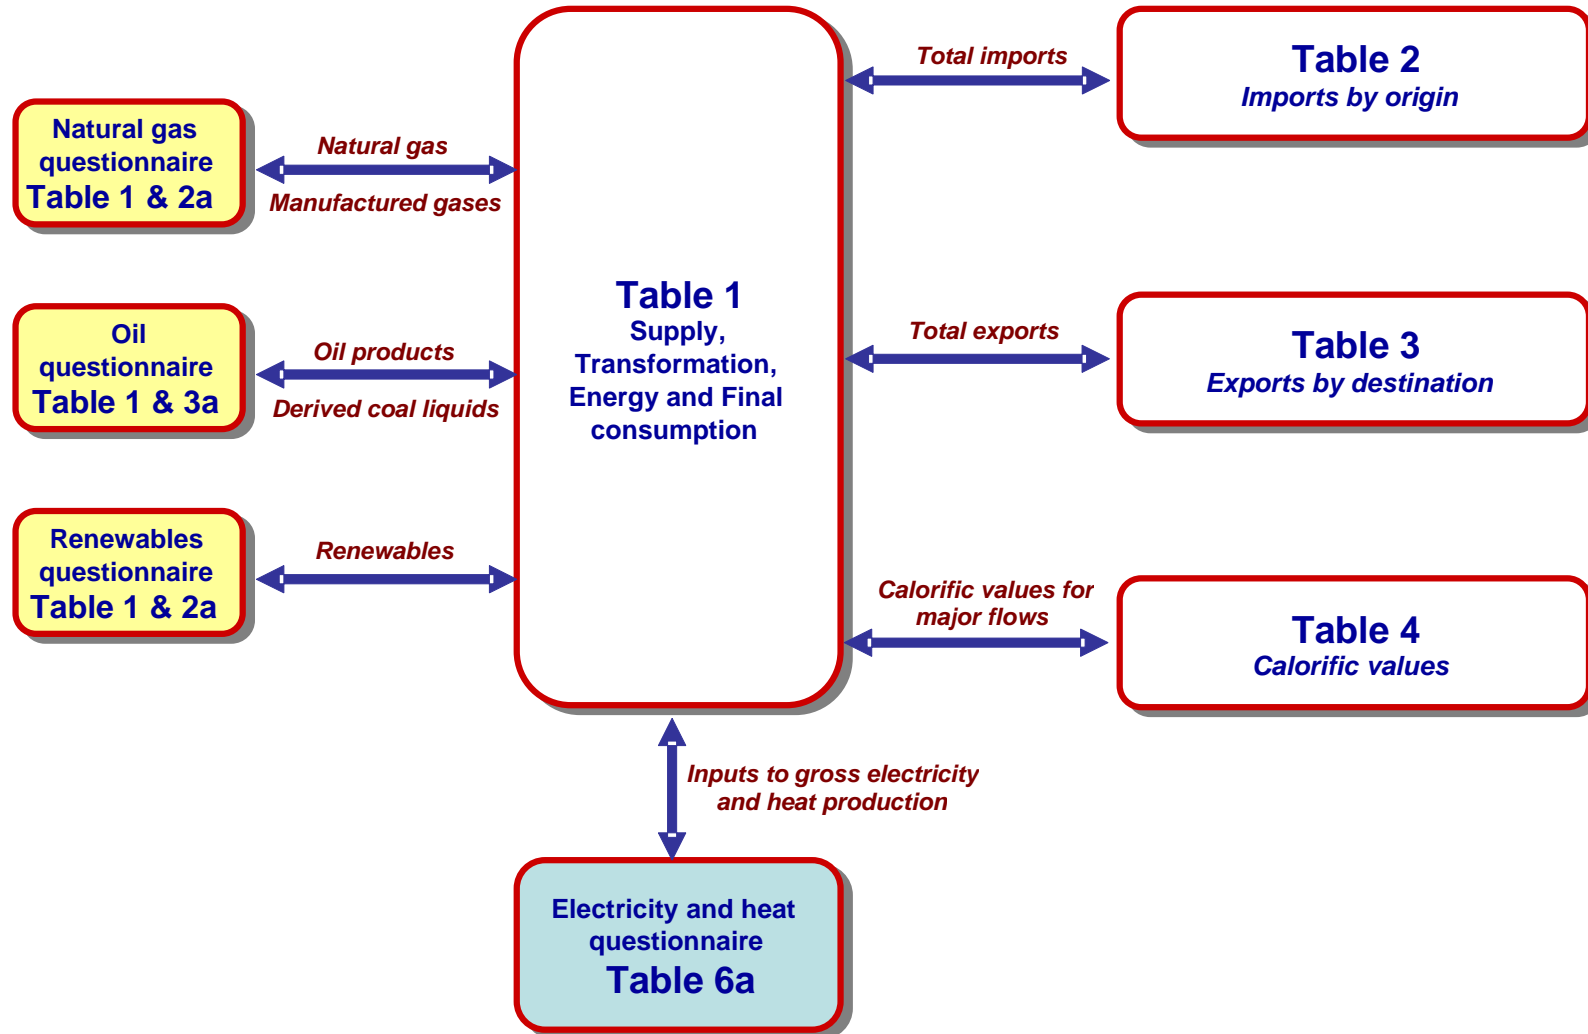 Natural gas
questionnaire
Table 1 & 2a
Natural gas
Manufactured gases
Oil
questionnaire
Table 1 & 3a
Oil products
Derived coal liquids
Renewables
questionnaire
Table 1 & 2a
Renewables
Table 1
Supply,
Transformation,
Energy and Final
consumption
Total imports
Table 2
Imports by origin
Total exports
Table 3
Exports by destination
Calorific values for
major flows
Table 4
Calorific values
Inputs to gross electricity
and heat production
Electricity and heat
questionnaire
Table 6a